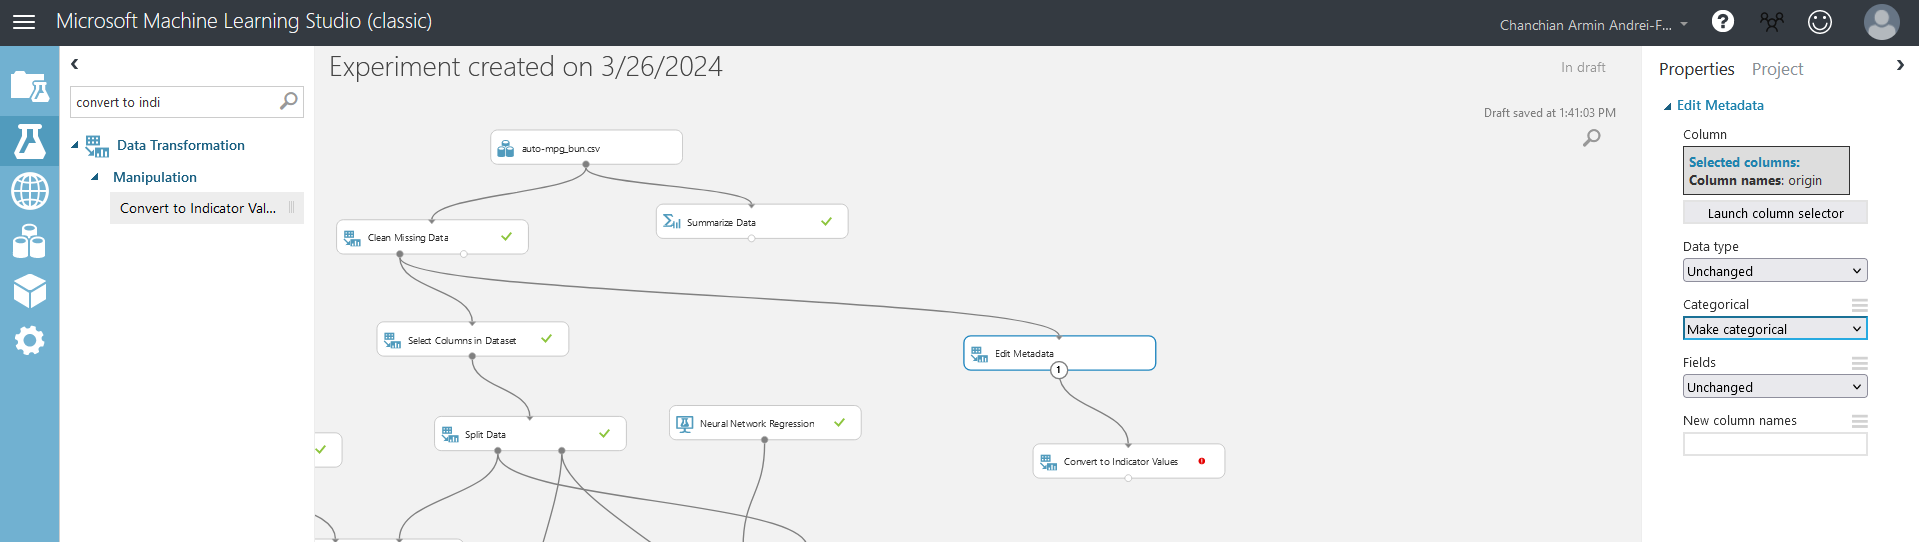 Microsoft Machine Learning Studio (classic)
Chanchian Armin Andrei-F...
?
convert to indi
Data Transformation
Manipulation
Convert to Indicator Val...
Experiment created on 3/26/2024
In draft
Draft saved at 1:41:03 PM
auto-mpg_bun.csv
Clean Missing Data
Summarize Data
Select Columns in Dataset
Edit Metadata
1
Split Data
Neural Network Regression
Convert to Indicator Values
Properties Project
Edit Metadata
Column
Selected columns:
Column names: origin
Launch column selector
Data type
Unchanged
Categorical
Make categorical
Fields
Unchanged
New column names